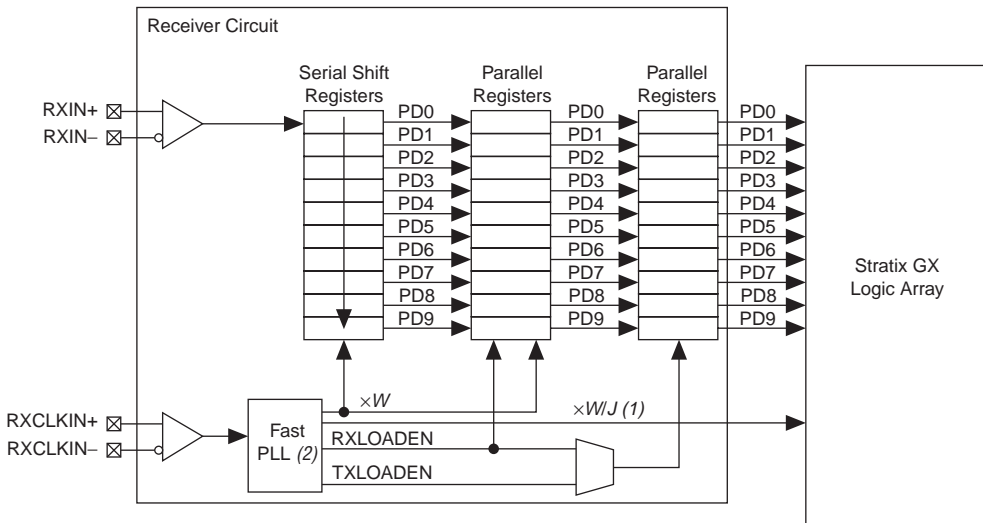 Receiver Circuit
Serial Shift
Registers
Parallel
Registers
Parallel
Registers
RXIN+
RXIN–
PD0 PD0 PD0
PD1 PD1 PD1
PD2 PD2 PD2
PD3 PD3 PD3
PD4 PD4 PD4
PD5 PD5 PD5
PD6 PD6 PD6
PD7 PD7 PD7
PD8 PD8 PD8
PD9 PD9 PD9
Stratix GX
Logic Array
RXCLKIN+
RXCLKIN–
Fast
PLL (2)
×W
×W/J (1)
RXLOADEN
TXLOADEN